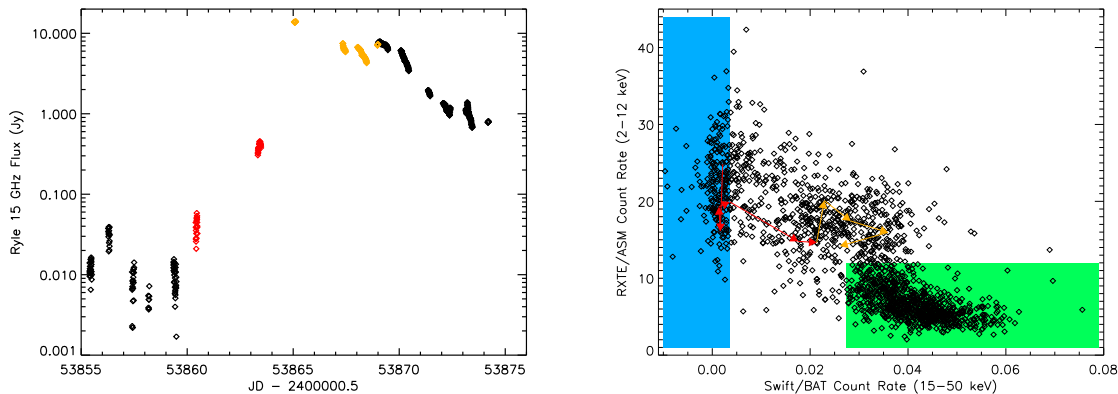 Ryle 15 GHz Flux (Jy)
10.000
1.000
0.100
0.010
0.001
53855 53860 53865 53870 53875
JD - 2400000.5
RXTE/ASM Count Rate (2-12 keV)
40
30
20
10
0
0.00 0.02 0.04 0.06 0.08
Swift/BAT Count Rate (15-50 keV)